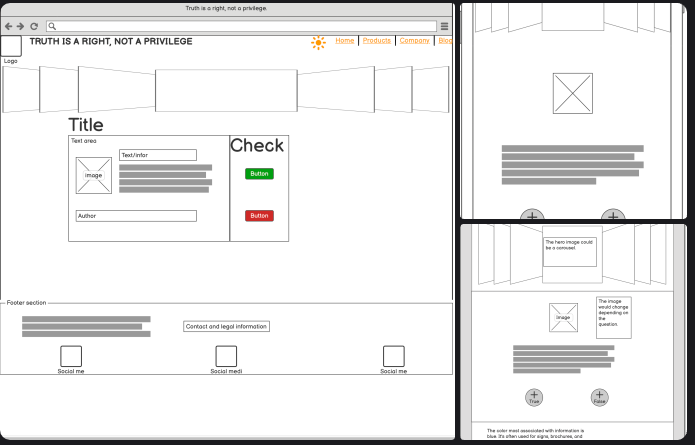 Truth is a right, not a privilege
TRUTH IS A RIGHT, NOT A PRIVILEGE
Home
Products
Company
Blog
Logo
Title
Text area
Text/infor
image
Author
Check
Button
Button
Footer section
Contact and legal information
Social me
Social medi
Social me
The hero image could
be a carousel
image
The image
would change
depending on
the
question.
True
False
The color most associated with information is
blue. It's often used for signs, brochures, and